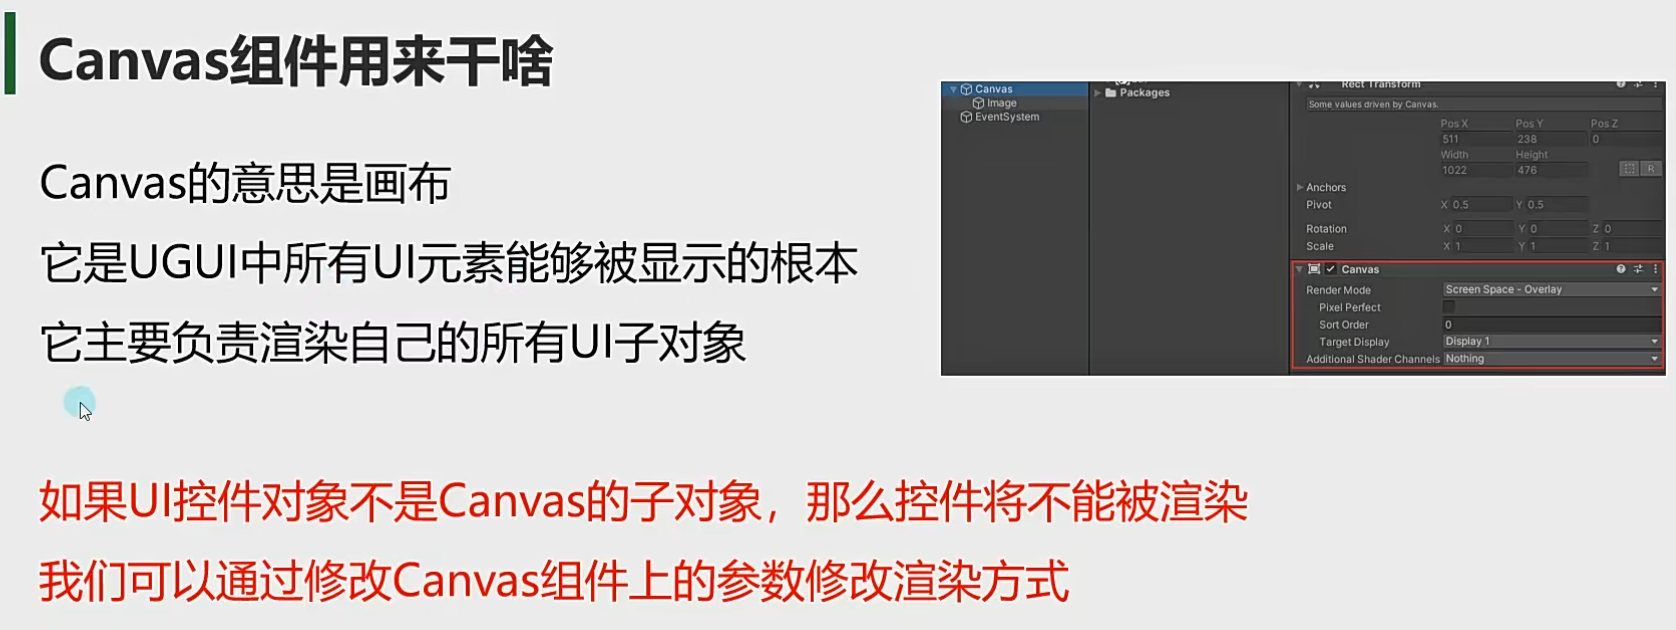 Canvas组件用来干啥
Canvas的意思是画布
它是UGUI中所有UI元素能够被显示的根本
它主要负责渲染自己的所有UI子对象
如果UI控件对象不是Canvas的子对象，那么控件将不能被渲染
我们可以通过修改Canvas组件上的参数修改渲染方式
Canvas
Image
EventSystem
Packages
Rect Transform
Some values driven by Canvas.
Pos X Pos Y Pos Z
511 238 0
Width Height
1022 476
R
Anchors
Pivot X 0.5 Y 0.5
Rotation X 0 Y 0 Z 0
Scale X 1 Y 1 Z 1
Canvas
Render Mode Screen Space - Overlay
Pixel Perfect
Sort Order 0
Target Display Display 1
Additional Shader Channels Nothing